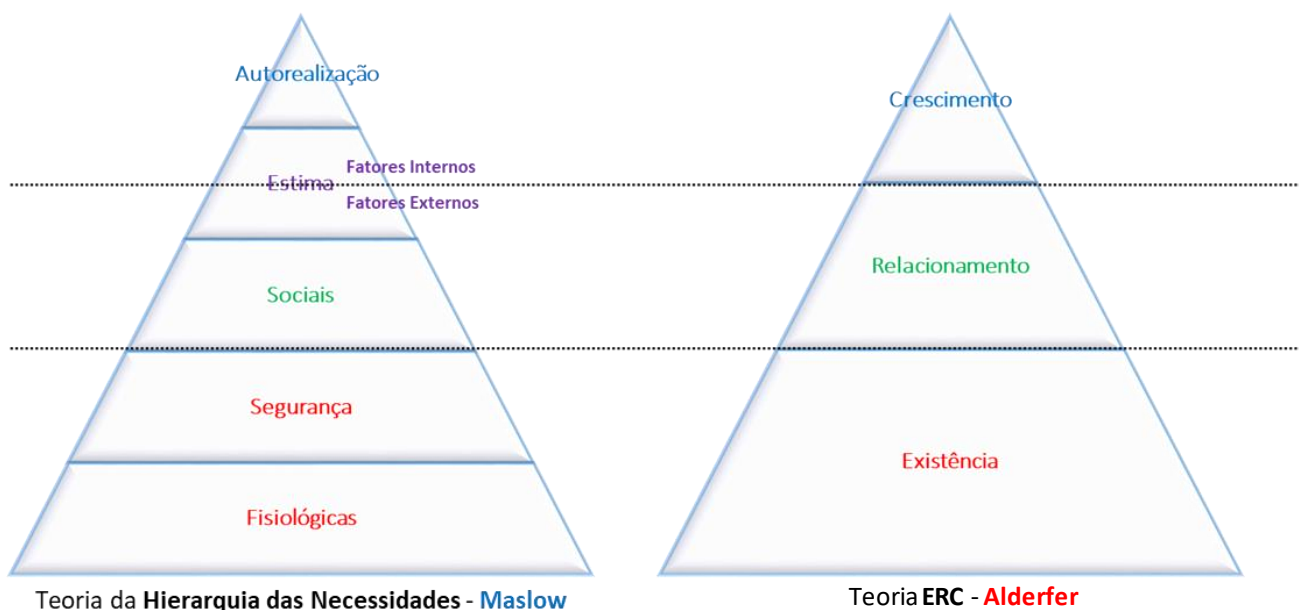 Autorealização
Crescimento
Fatores Internos
Estima
Fatores Externos
Relacionamento
Sociais
Segurança
Existência
Fisiológicas
Teoria da Hierarquia das Necessidades - Maslow
Teoria ERC - Alderfer